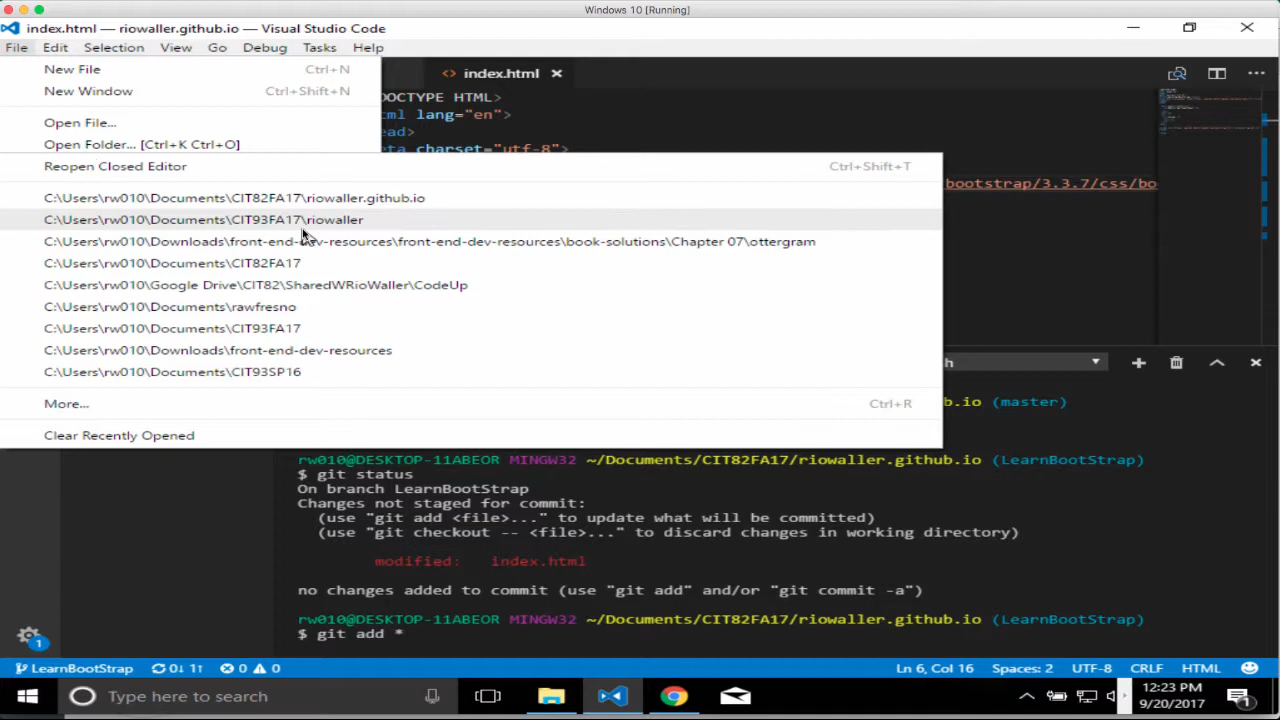 Windows 10 [Running]
index.html — riowaller.github.io — Visual Studio Code
File Edit Selection View Go Debug Tasks Help
New File Ctrl+N
New Window Ctrl+Shift+N
Open File...
Open Folder... [Ctrl+K Ctrl+O]
Reopen Closed Editor Ctrl+Shift+T
C:\Users\rw010\Documents\CIT82FA17\riowaller.github.io
C:\Users\rw010\Documents\CIT93FA17\riowaller
C:\Users\rw010\Downloads\front-end-dev-resources\front-end-dev-resources\book-solutions\Chapter 07\ottergram
C:\Users\rw010\Documents\CIT82FA17
C:\Users\rw010\Google Drive\CIT82\SharedWRioWaller\CodeUp
C:\Users\rw010\Documents\rawfresno
C:\Users\rw010\Documents\CIT93FA17
C:\Users\rw010\Downloads\front-end-dev-resources
C:\Users\rw010\Documents\CIT93SP16
More... Ctrl+R
Clear Recently Opened
<> index.html
DOCTYPE HTML>
ml lang="en">
ead>
eta charset="utf-8">
bootstrap/3.3.7/css/bo
h
b.io (master)
rw010@DESKTOP-11ABEOR MINGW32 ~/Documents/CIT82FA17/riowaller.github.io (LearnBootStrap)
$ git status
On branch LearnBootStrap
Changes not staged for commit:
(use "git add <file>..." to update what will be committed)
(use "git checkout -- <file>..." to discard changes in working directory)
modified: index.html
no changes added to commit (use "git add" and/or "git commit -a")
rw010@DESKTOP-11ABEOR MINGW32 ~/Documents/CIT82FA17/riowaller.github.io (LearnBootStrap)
$ git add *
1
LearnBootStrap 0↓ 1↑ 0 0 Ln 6, Col 16 Spaces: 2 UTF-8 CRLF HTML
Type here to search
12:23 PM
9/20/2017
1